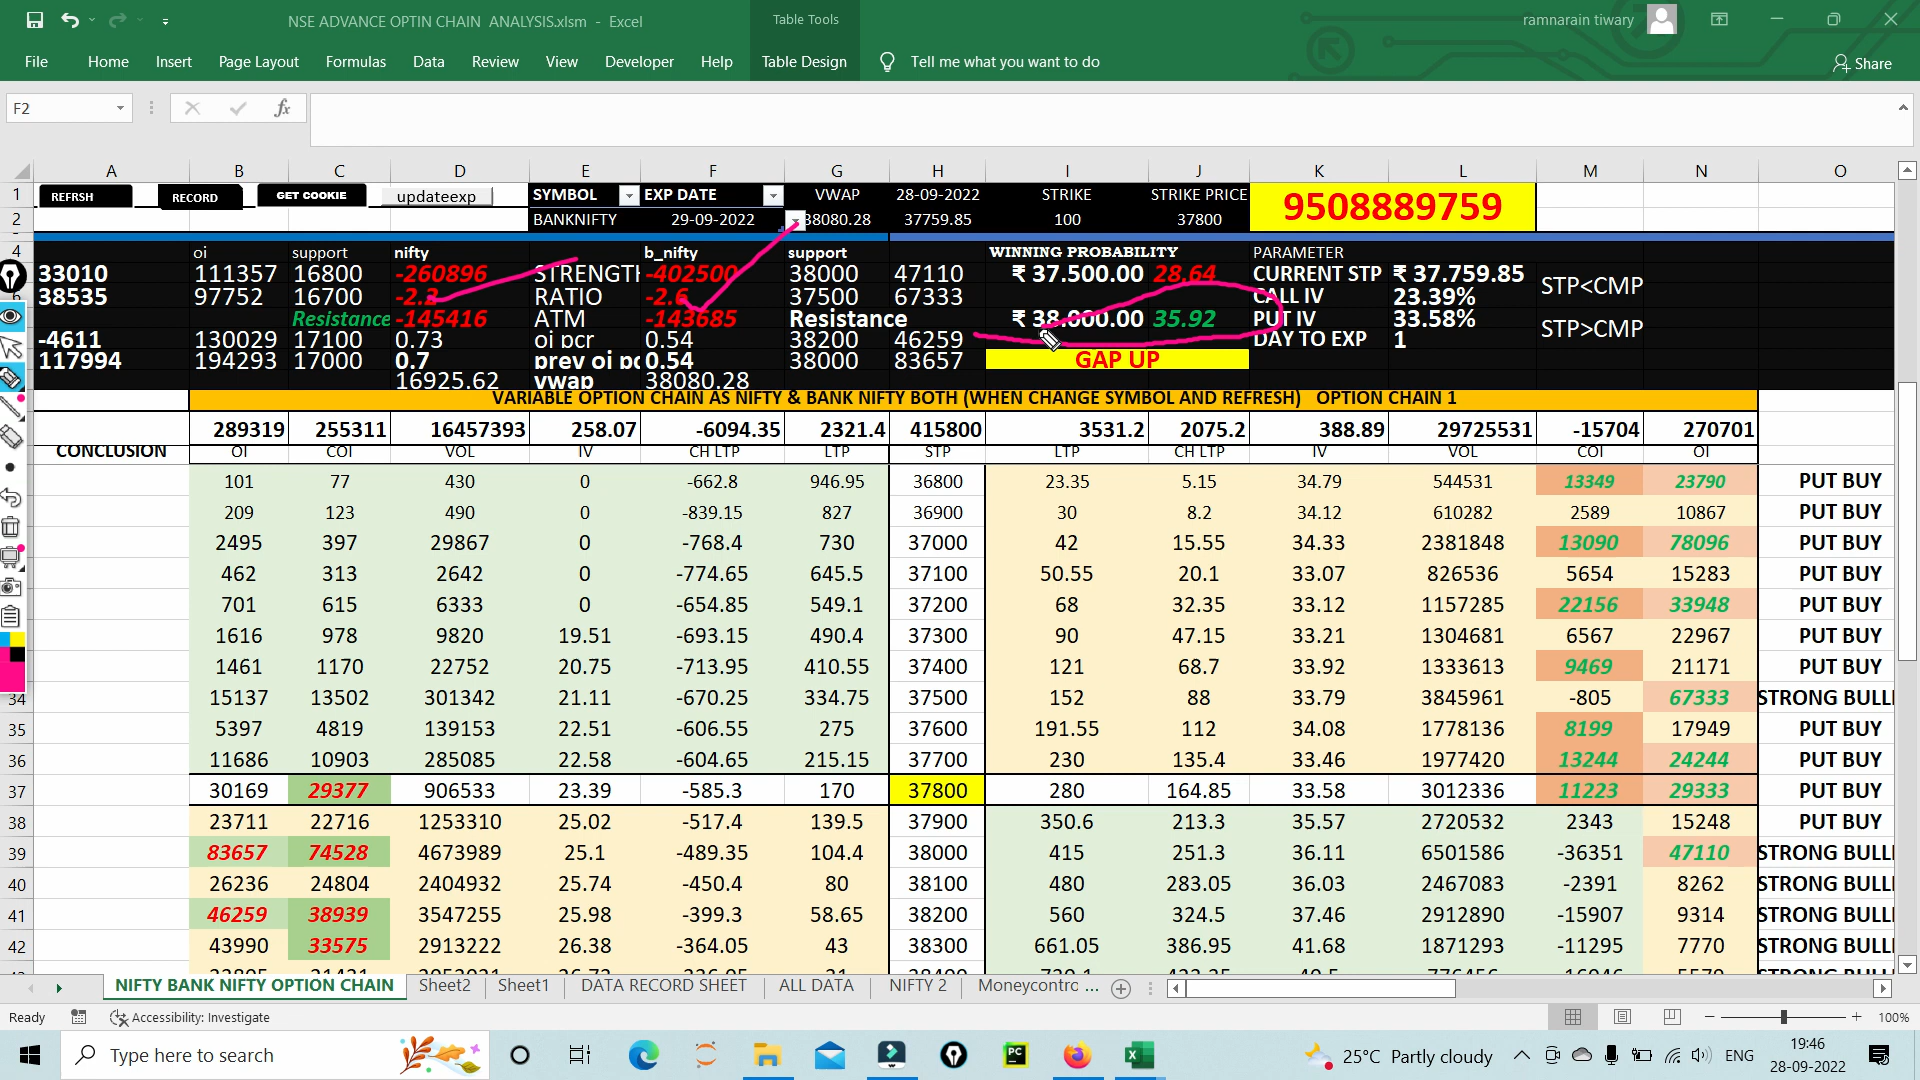 NSE ADVANCE OPTIN CHAIN ANALYSIS.xlsm - Excel
Table Tools
ramnarain tiwary
File Home Insert Page Layout Formulas Data Review View Developer Help Table Design Tell me what you want to do Share
F2 fx
A B C D E F G H I J K L M N O
1 REFRSH RECORD GET COOKIE updateexp SYMBOL EXP DATE VWAP 28-09-2022 STRIKE STRIKE PRICE 9508889759
2 BANKNIFTY 29-09-2022 38080.28 37759.85 100 37800
4 oi support nifty b_nifty support WINNING PROBABILITY PARAMETER
33010 111357 16800 -260896 STRENGTH -402500 38000 47110 ₹ 37.500.00 28.64 CURRENT STP ₹ 37.759.85 STP<CMP
38535 97752 16700 -2.3 RATIO -2.6 37500 67333 CALL IV 23.39%
Resistance -145416 ATM -143685 Resistance ₹ 38.000.00 35.92 PUT IV 33.58% STP>CMP
-4611 130029 17100 0.73 oi pcr 0.54 38200 46259 DAY TO EXP 1
117994 194293 17000 0.7 prev oi pc 0.54 38000 83657 GAP UP
16925.62 vwap 38080.28
VARIABLE OPTION CHAIN AS NIFTY & BANK NIFTY BOTH (WHEN CHANGE SYMBOL AND REFRESH) OPTION CHAIN 1
289319 255311 16457393 258.07 -6094.35 2321.4 415800 3531.2 2075.2 388.89 29725531 -15704 270701
CONCLUSION OI COI VOL IV CH LTP LTP STP LTP CH LTP IV VOL COI OI
101 77 430 0 -662.8 946.95 36800 23.35 5.15 34.79 544531 13349 23790 PUT BUY
209 123 490 0 -839.15 827 36900 30 8.2 34.12 610282 2589 10867 PUT BUY
2495 397 29867 0 -768.4 730 37000 42 15.55 34.33 2381848 13090 78096 PUT BUY
462 313 2642 0 -774.65 645.5 37100 50.55 20.1 33.07 826536 5654 15283 PUT BUY
701 615 6333 0 -654.85 549.1 37200 68 32.35 33.12 1157285 22156 33948 PUT BUY
1616 978 9820 19.51 -693.15 490.4 37300 90 47.15 33.21 1304681 6567 22967 PUT BUY
1461 1170 22752 20.75 -713.95 410.55 37400 121 68.7 33.92 1333613 9469 21171 PUT BUY
34 15137 13502 301342 21.11 -670.25 334.75 37500 152 88 33.79 3845961 -805 67333 STRONG BULLI
35 5397 4819 139153 22.51 -606.55 275 37600 191.55 112 34.08 1778136 8199 17949 PUT BUY
36 11686 10903 285085 22.58 -604.65 215.15 37700 230 135.4 33.46 1977420 13244 24244 PUT BUY
37 30169 29377 906533 23.39 -585.3 170 37800 280 164.85 33.58 3012336 11223 29333 PUT BUY
38 23711 22716 1253310 25.02 -517.4 139.5 37900 350.6 213.3 35.57 2720532 2343 15248 PUT BUY
39 83657 74528 4673989 25.1 -489.35 104.4 38000 415 251.3 36.11 6501586 -36351 47110 STRONG BULLI
40 26236 24804 2404932 25.74 -450.4 80 38100 480 283.05 36.03 2467083 -2391 8262 STRONG BULLI
41 46259 38939 3547255 25.98 -399.3 58.65 38200 560 324.5 37.46 2912890 -15907 9314 STRONG BULLI
42 43990 33575 2913222 26.38 -364.05 43 38300 661.05 386.95 41.68 1871293 -11295 7770 STRONG BULLI
NIFTY BANK NIFTY OPTION CHAIN Sheet2 Sheet1 DATA RECORD SHEET ALL DATA NIFTY 2 Moneycontrc ...
Ready Accessibility: Investigate 100%
Type here to search 25°C Partly cloudy ENG 19:46
28-09-2022